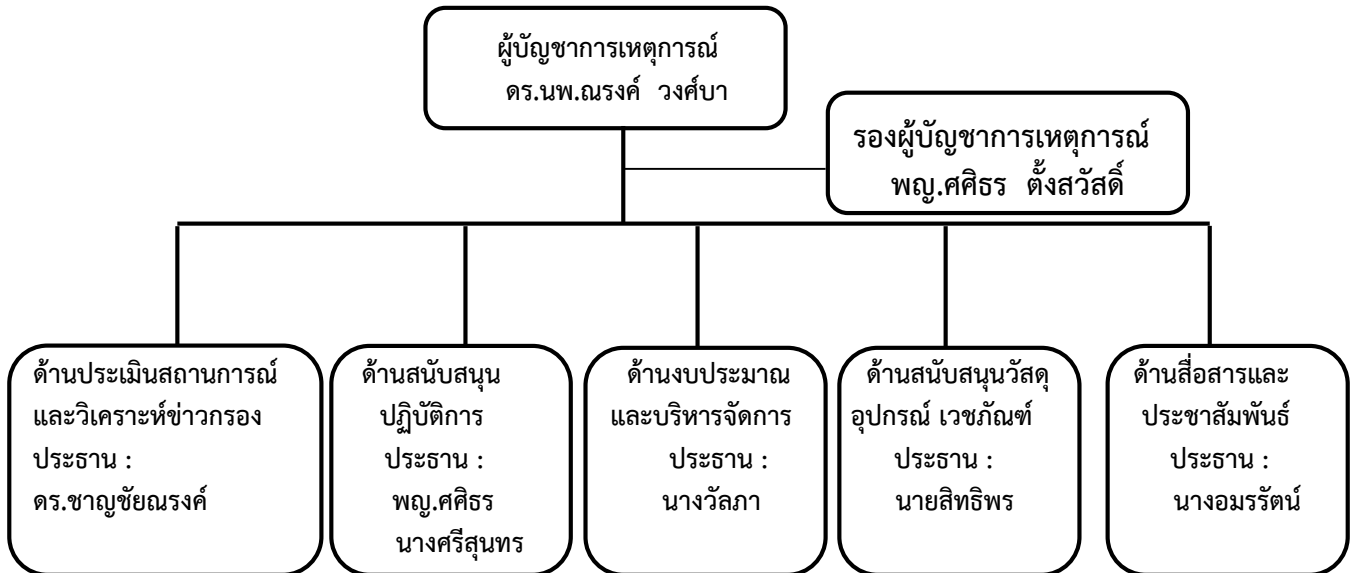 ผู้บัญชาการเหตุการณ์
ดร.นพ.ณรงค์ วงศ์บา
รองผู้บัญชาการเหตุการณ์
พญ.ศศิธร ตั้งสวัสดิ์
ด้านประเมินสถานการณ์
และวิเคราะห์ข่าวกรอง
ประธาน :
ดร.ชาญชัยณรงค์
ด้านสนับสนุน
ปฏิบัติการ
ประธาน :
พญ.ศศิธร
นางศรีสุนทร
ด้านงบประมาณ
และบริหารจัดการ
ประธาน :
นางวัลภา
ด้านสนับสนุนวัสดุ
อุปกรณ์ เวชภัณฑ์
ประธาน :
นายสิทธิพร
ด้านสื่อสารและ
ประชาสัมพันธ์
ประธาน :
นางอมรรัตน์